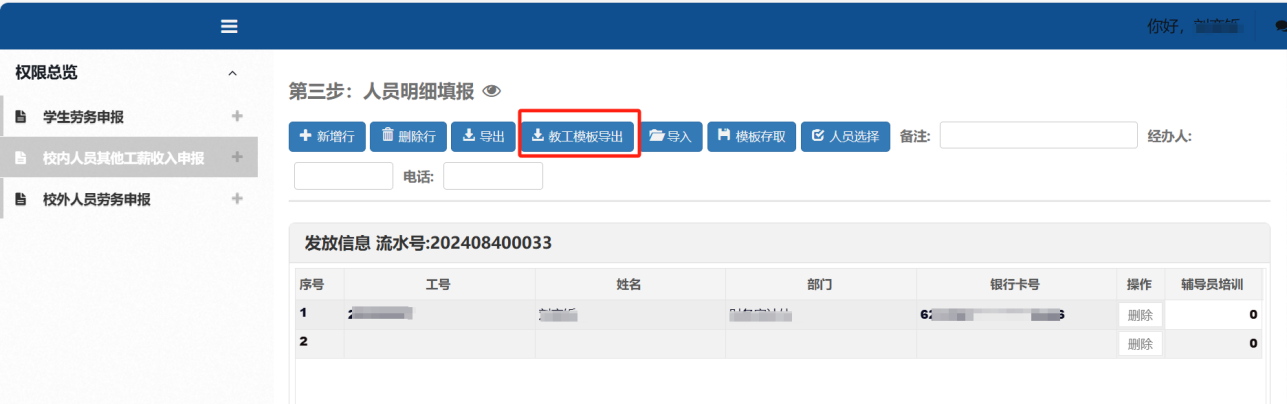 你好，
权限总览
学生劳务申报
校内人员其他工薪收入申报
校外人员劳务申报
第三步：人员明细填报
新增行 删除行 导出 教工模板导出 导入 模板存取 人员选择 备注: 经办人:
电话:
发放信息 流水号:202408400033
序号 工号 姓名 部门 银行卡号 操作 辅导员培训
1 删除 0
2 删除 0